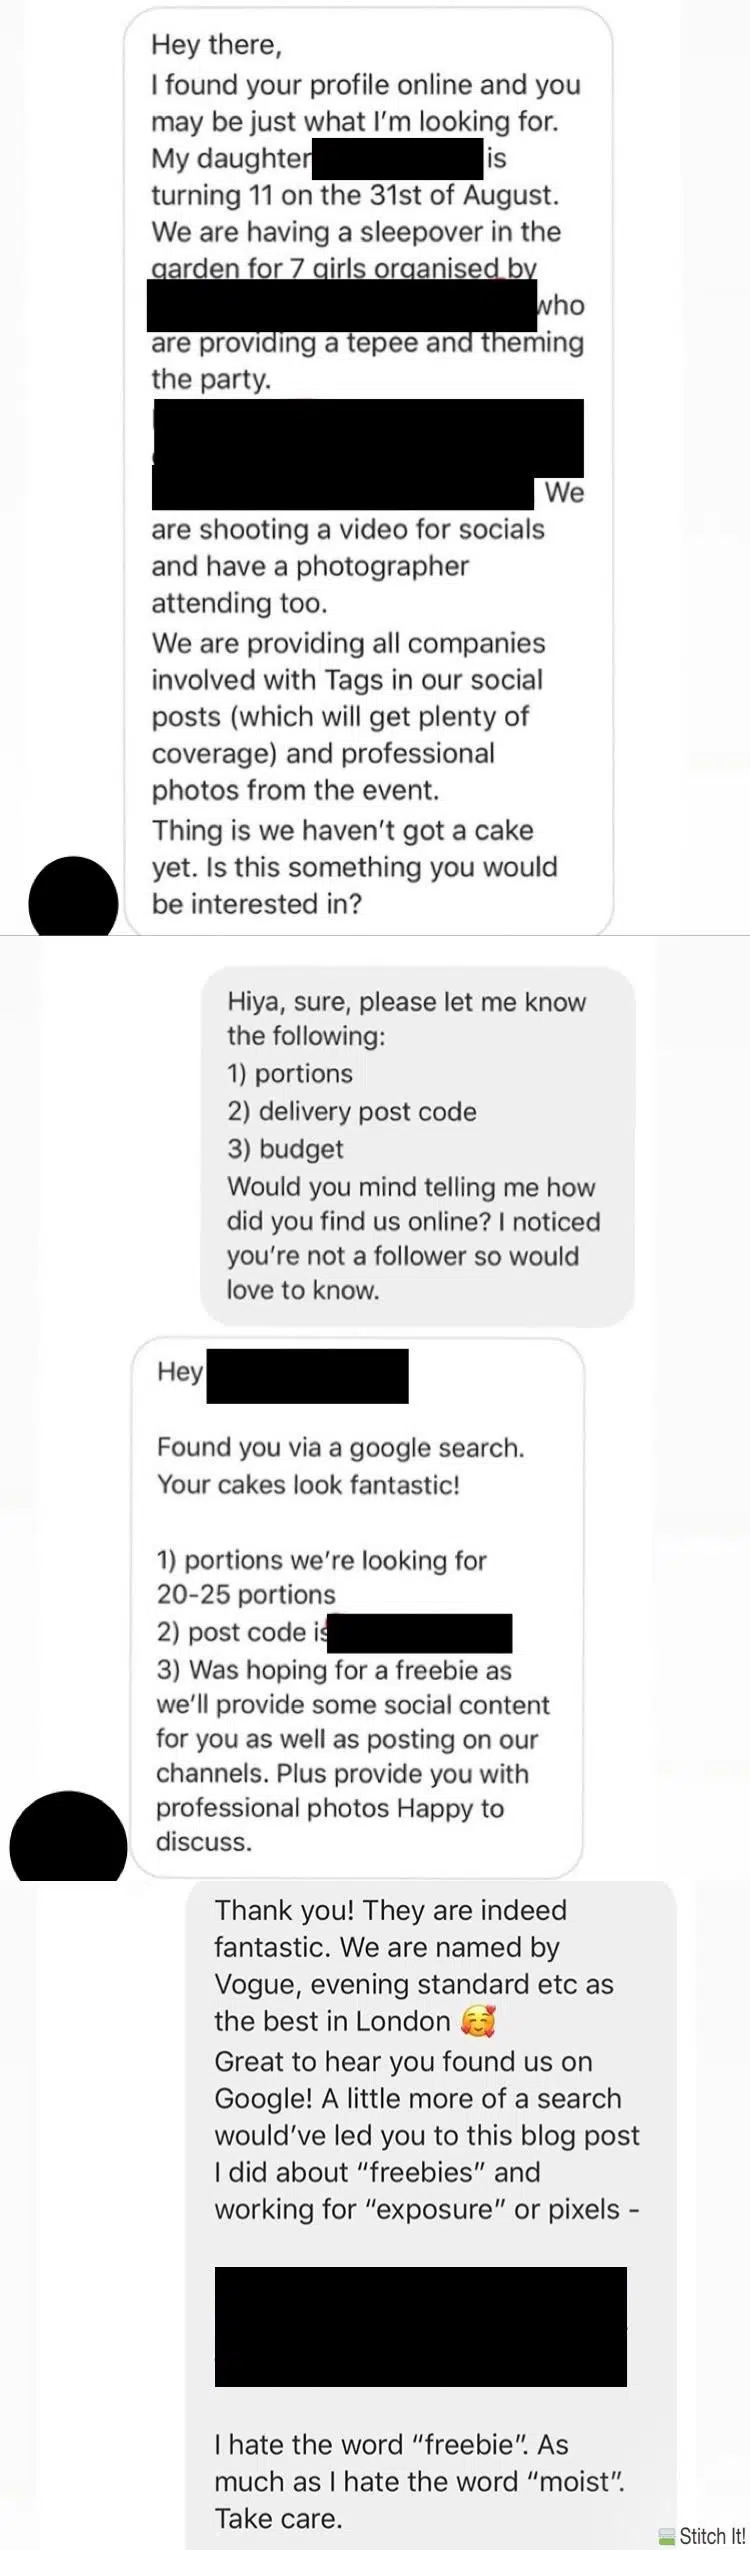 Hey there,
I found your profile online and you
may be just what I'm looking for.
My daughter is
turning 11 on the 31st of August.
We are having a sleepover in the
garden for 7 girls organised by
who
are providing a tepee and theming
the party.
We
are shooting a video for socials
and have a photographer
attending too.
We are providing all companies
involved with Tags in our social
posts (which will get plenty of
coverage) and professional
photos from the event.
Thing is we haven't got a cake
yet. Is this something you would
be interested in?
Hiya, sure, please let me know
the following:
1) portions
2) delivery post code
3) budget
Would you mind telling me how
did you find us online? I noticed
you're not a follower so would
love to know.
Hey
Found you via a google search.
Your cakes look fantastic!
1) portions we're looking for
20-25 portions
2) post code is
3) Was hoping for a freebie as
we'll provide some social content
for you as well as posting on our
channels. Plus provide you with
professional photos Happy to
discuss.
Thank you! They are indeed
fantastic. We are named by
Vogue, evening standard etc as
the best in London 🥰
Great to hear you found us on
Google! A little more of a search
would've led you to this blog post
I did about "freebies" and
working for "exposure" or pixels -
I hate the word "freebie". As
much as I hate the word "moist".
Take care.
Stitch It!